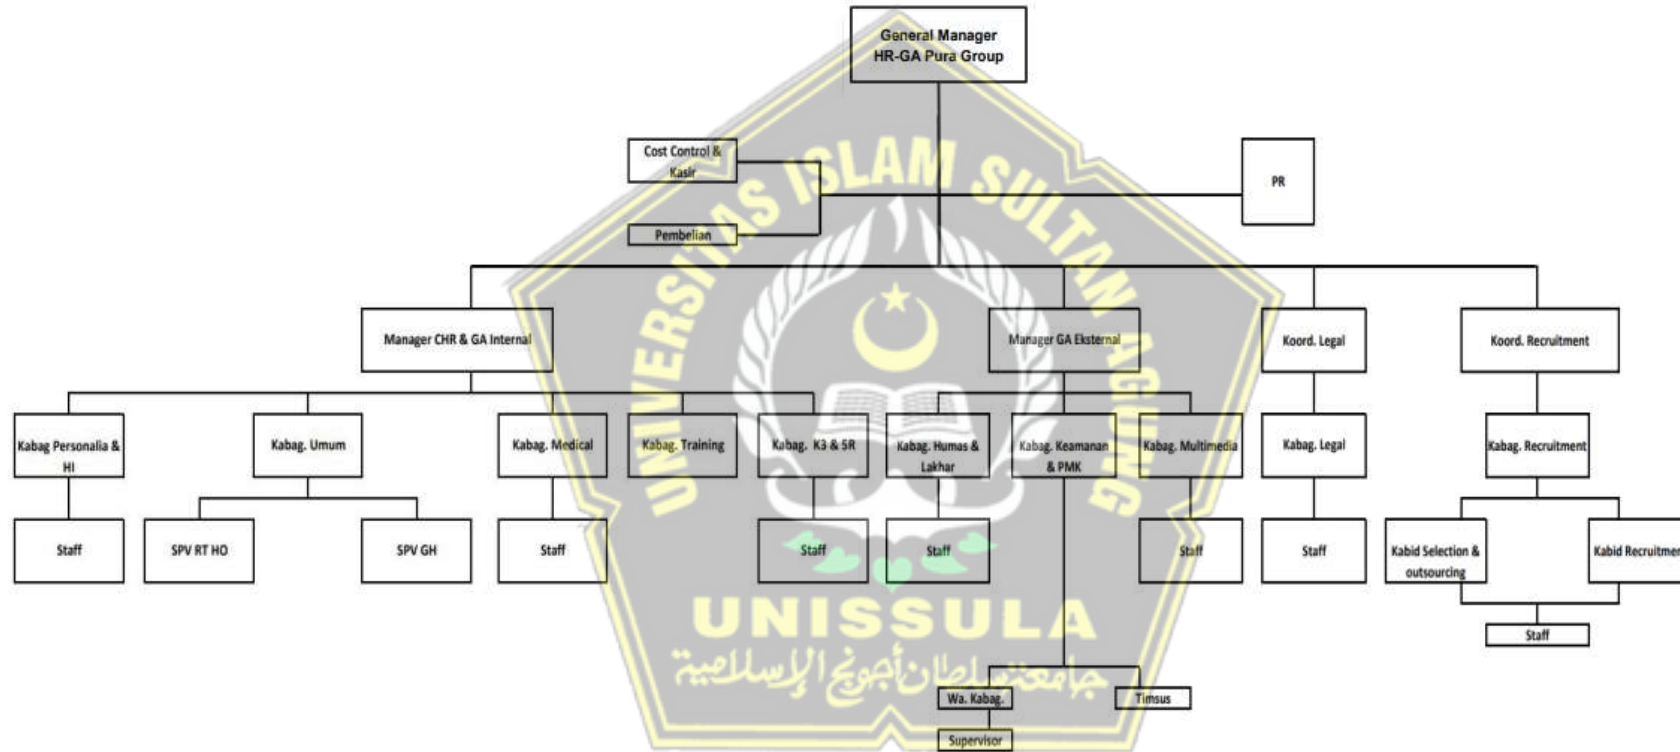 General Manager
HR-GA Pura Group
Cost Control &
Kasir
PR
Pembelian
UNIVERSITAS ISLAM SULTAN AGUNG
Manager CHR & GA Internal
Manager GA Eksternal
Koord. Legal
Koord. Recruitment
Kabag Personalia &
HI
Kabag. Umum
Kabag. Medical
Kabag. Training
Kabag. K3 & 5R
Kabag. Humas &
Lakhar
Kabag. Keamanan
& PMK
Kabag. Multimedia
Kabag. Legal
Kabag. Recruitment
Staff
SPV RT HO
SPV GH
Staff
Staff
Staff
Staff
Staff
Kabid Selection &
outsourcing
Kabid Recruitmen
Staff
UNISSULA
جامعة سلطان أجونج الإسلامية
Wa. Kabag.
Timsus
Supervisor